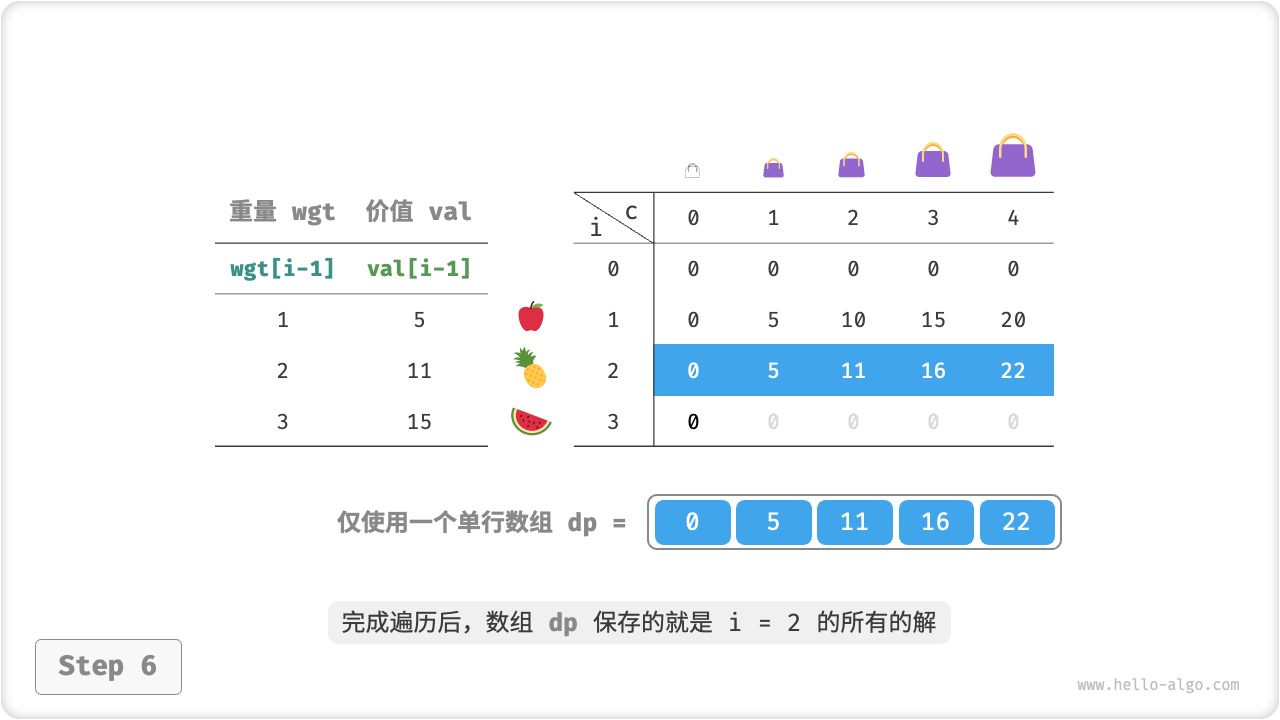 重量 wgt 价值 val
wgt[i-1] val[i-1]
1 5
2 11
3 15
i c 0 1 2 3 4
0 0 0 0 0 0
1 0 5 10 15 20
2 0 5 11 16 22
3 0 0 0 0 0
仅使用一个单行数组 dp = 0 5 11 16 22
完成遍历后，数组 dp 保存的就是 i = 2 的所有的解
Step 6
www.hello-algo.com